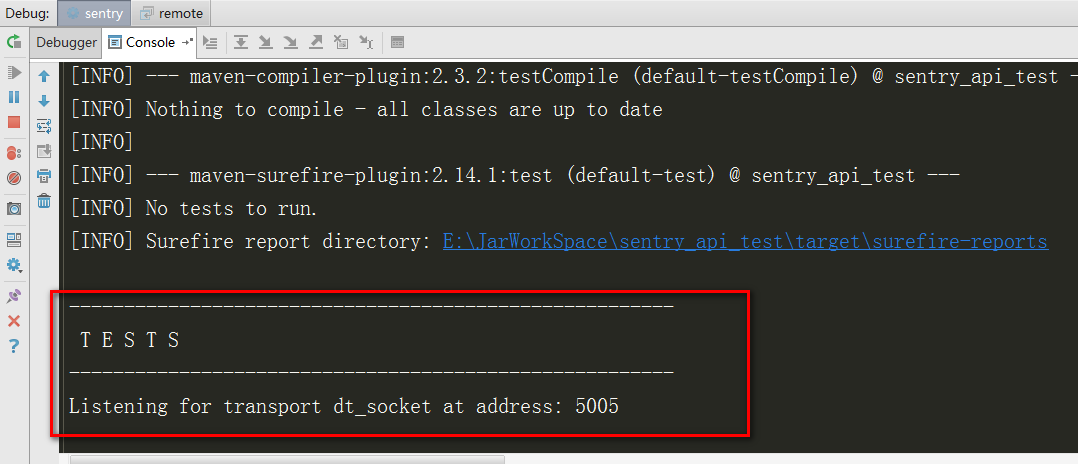 Debug: sentry remote
Debugger Console
[INFO] --- maven-compiler-plugin:2.3.2:testCompile (default-testCompile) @ sentry_api_test -
[INFO] Nothing to compile - all classes are up to date
[INFO]
[INFO] --- maven-surefire-plugin:2.14.1:test (default-test) @ sentry_api_test ---
[INFO] No tests to run.
[INFO] Surefire report directory: E:\JarWorkSpace\sentry_api_test\target\surefire-reports
-------------------------------------------------------
T E S T S
-------------------------------------------------------
Listening for transport dt_socket at address: 5005